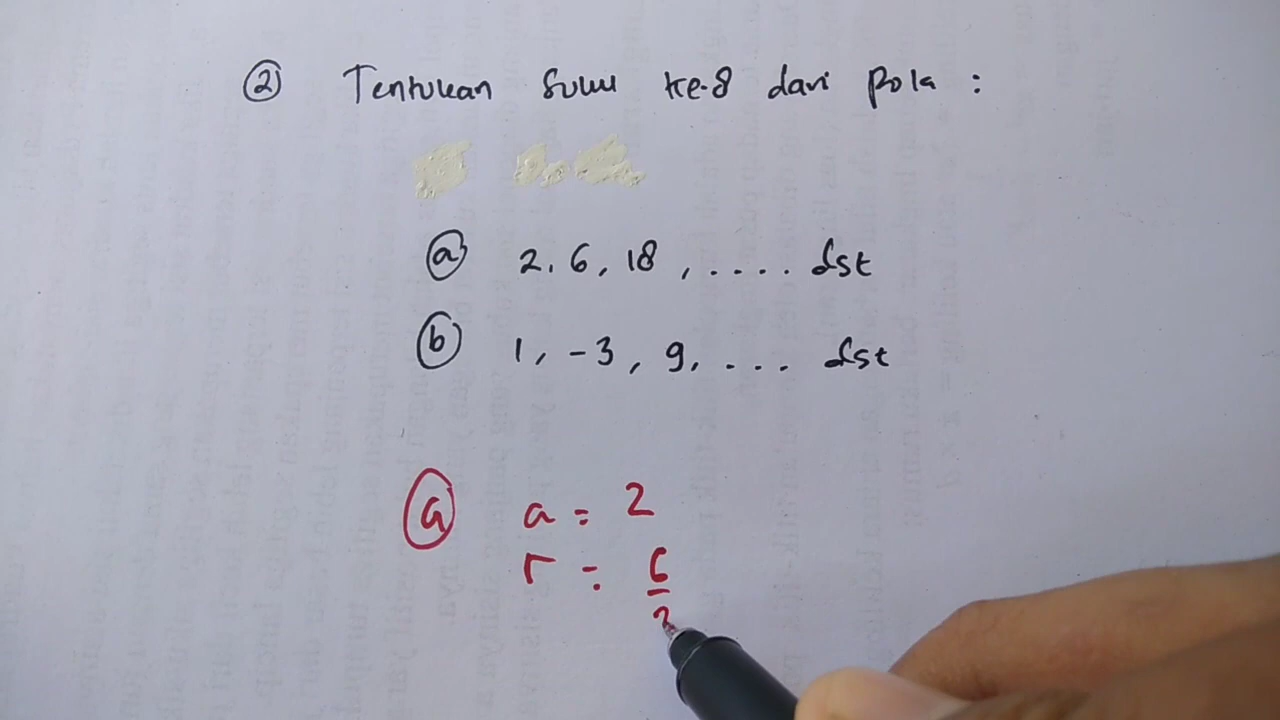 ② Tentukan suku ke-8 dari pola :
ⓐ 2, 6, 18, .... dst
ⓑ 1, -3, 9, .... dst
ⓐ a = 2
r = 6/2